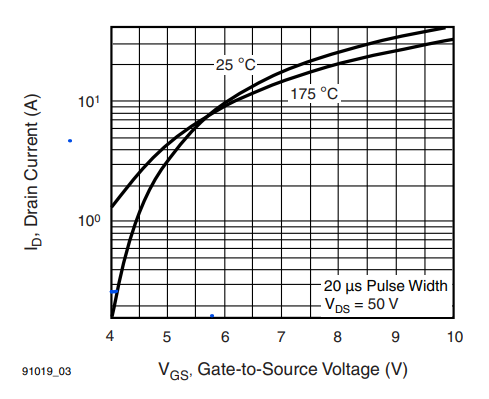 25 °C
175 °C
10¹
10⁰
I_D, Drain Current (A)
20 µs Pulse Width
V_DS = 50 V
4 5 6 7 8 9 10
V_GS, Gate-to-Source Voltage (V)
91019_03